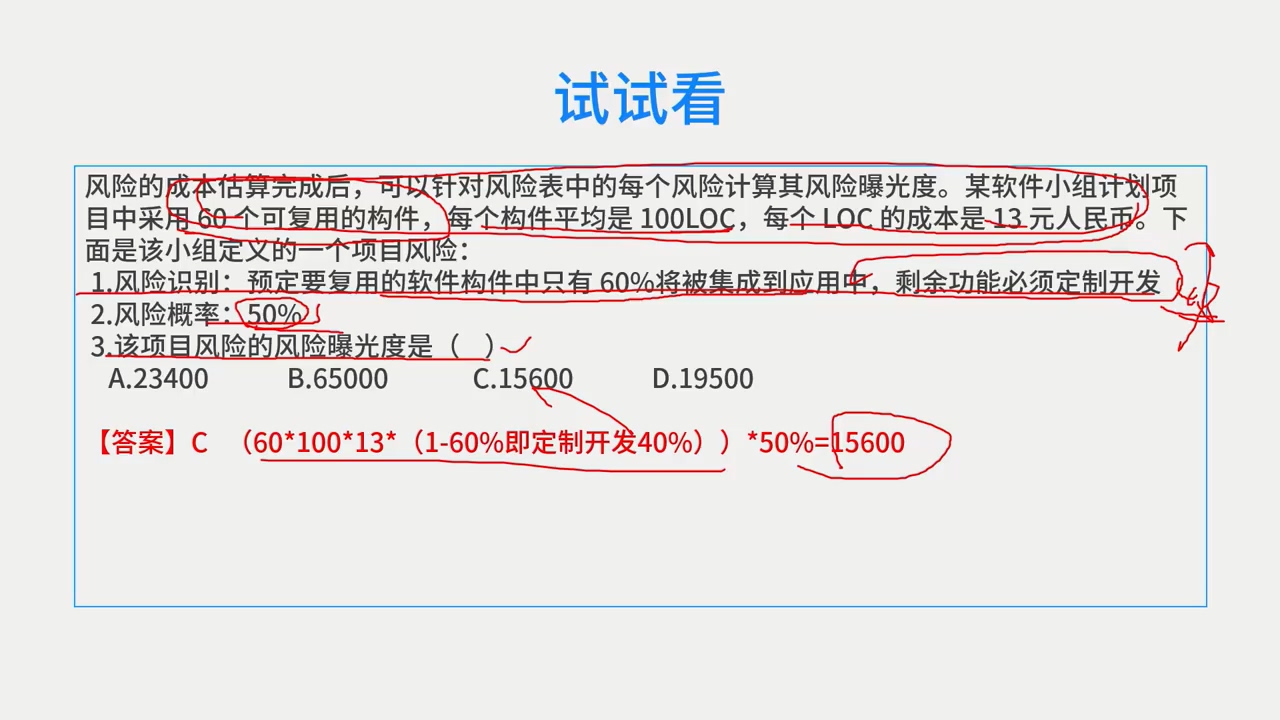 试试看
风险的成本估算完成后，可以针对风险表中的每个风险计算其风险曝光度。某软件小组计划项
目中采用 60 个可复用的构件，每个构件平均是 100LOC，每个 LOC 的成本是 13 元人民币。下
面是该小组定义的一个项目风险：
1.风险识别：预定要复用的软件构件中只有 60%将被集成到应用中，剩余功能必须定制开发
2.风险概率：50%
3.该项目风险的风险曝光度是（ ）
A.23400 B.65000 C.15600 D.19500
【答案】C （60*100*13*（1-60%即定制开发40%））*50%=15600